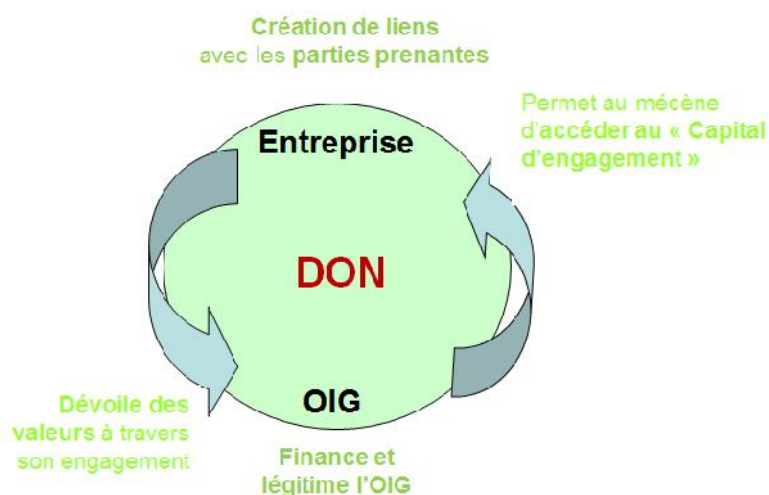 Création de liens
avec les parties prenantes
Permet au mécène
d'accéder au « Capital
d'engagement »
Entreprise
DON
OIG
Dévoile des
valeurs à travers
son engagement
Finance et
légitime l'OIG